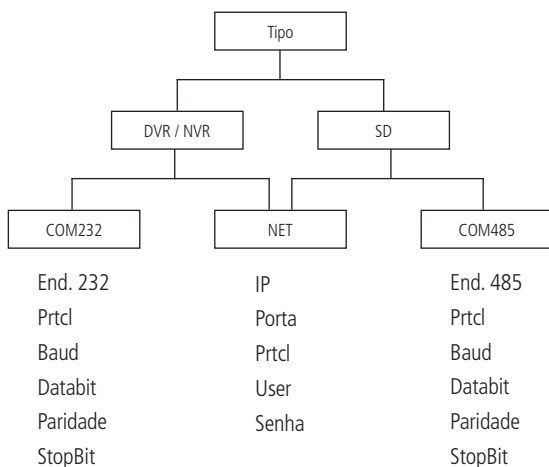 Tipo
DVR / NVR
SD
COM232
NET
COM485
End. 232
Prtcl
Baud
Databit
Paridade
StopBit
IP
Porta
Prtcl
User
Senha
End. 485
Prtcl
Baud
Databit
Paridade
StopBit